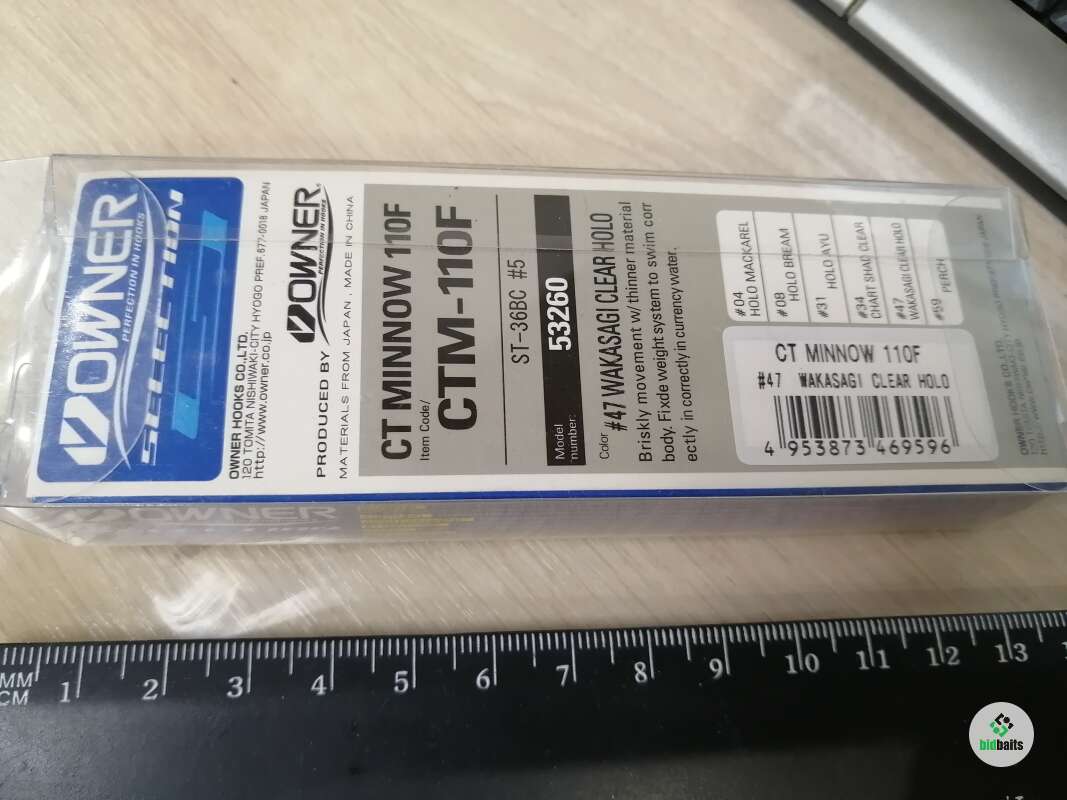 OWNER
PERFECTION IN HOOKS
SELECTION
OWNER HOOKS CO.,LTD.
120 TOMITA NISHIWAKI-CITY HYOGO PREF. 677-0018 JAPAN
http://www.owner.co.jp
PRODUCED BY OWNER®
PERFECTION IN HOOKS
MATERIALS FROM JAPAN, MADE IN CHINA
CT MINNOW 110F
Item Code/
CTM-110F
ST-36BC #5
Model number: 53260
Color #47 WAKASAGI CLEAR HOLO
Briskly movement w/ thinner material
body. Fixde weight system to swim corr
ectly in correctly in currency water.
#04
HOLO MACKAREL
#08
HOLO BREAM
#31
HOLO AYU
#34
CHART SHAD CLEAR
#47
WAKASAGI CLEAR HOLO
#59
PERCH
CT MINNOW 110F
#47 WAKASAGI CLEAR HOLO
4 953873 469596
OWNER
MM
CM
1 2 3 4 5 6 7 8 9 10 11 12 13
bidbaits